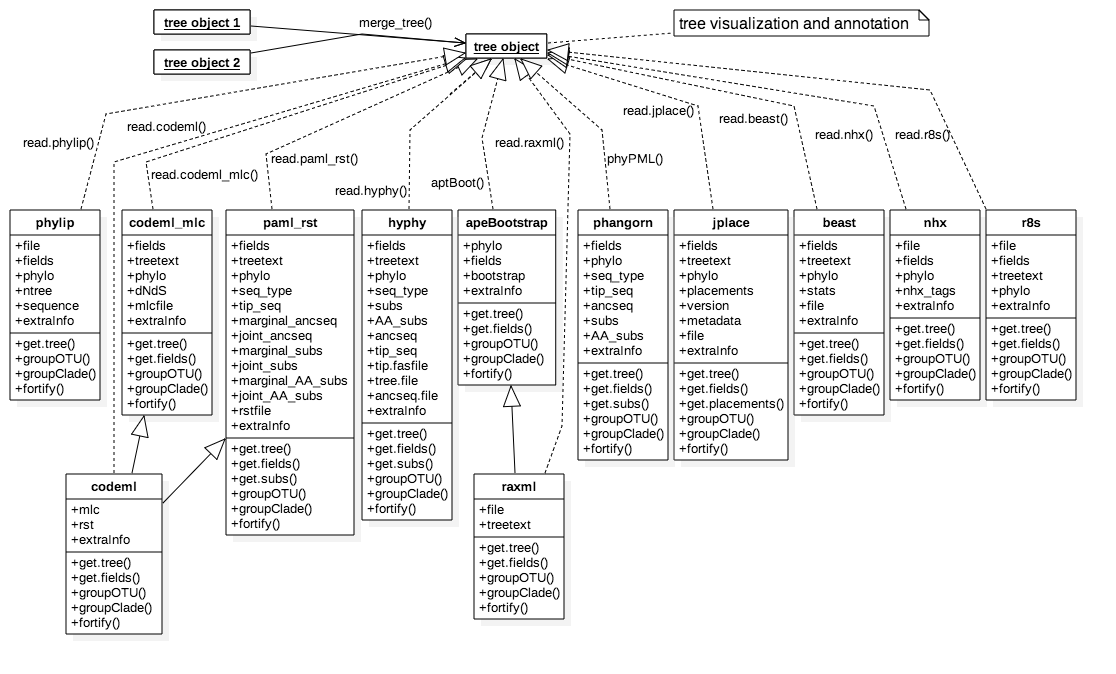 tree object 1
merge_tree()
tree visualization and annotation
tree object
tree object 2
read.phylip()
read.codeml()
read.codeml_mlc()
read.paml_rst()
read.hyphy()
aptBoot()
read.raxml()
phyPML()
read.jplace()
read.beast()
read.nhx()
read.r8s()
phylip
+file
+fields
+phylo
+ntree
+sequence
+extraInfo
+get.tree()
+groupOTU()
+groupClade()
+fortify()
codeml_mlc
+fields
+treetext
+phylo
+dNdS
+mlcfile
+extraInfo
+get.tree()
+get.fields()
+groupOTU()
+groupClade()
+fortify()
paml_rst
+fields
+treetext
+phylo
+seq_type
+tip_seq
+marginal_ancseq
+joint_ancseq
+marginal_subs
+joint_subs
+marginal_AA_subs
+joint_AA_subs
+rstfile
+extraInfo
+get.tree()
+get.fields()
+get.subs()
+groupOTU()
+groupClade()
+fortify()
hyphy
+fields
+treetext
+phylo
+seq_type
+subs
+AA_subs
+ancseq
+tip_seq
+tip.fasfile
+tree.file
+ancseq.file
+extraInfo
+get.tree()
+get.fields()
+get.subs()
+groupOTU()
+groupClade()
+fortify()
apeBootstrap
+phylo
+fields
+bootstrap
+extraInfo
+get.tree()
+get.fields()
+groupOTU()
+groupClade()
+fortify()
phangorn
+fields
+phylo
+seq_type
+tip_seq
+ancseq
+subs
+AA_subs
+extraInfo
+get.tree()
+get.fields()
+get.subs()
+groupOTU()
+groupClade()
+fortify()
jplace
+fields
+treetext
+phylo
+placements
+version
+metadata
+file
+extraInfo
+get.tree()
+get.fields()
+get.placements()
+groupOTU()
+groupClade()
+fortify()
beast
+fields
+treetext
+phylo
+stats
+file
+extraInfo
+get.tree()
+get.fields()
+groupOTU()
+groupClade()
+fortify()
nhx
+file
+fields
+phylo
+nhx_tags
+extraInfo
+get.tree()
+get.fields()
+groupOTU()
+groupClade()
+fortify()
r8s
+file
+fields
+treetext
+phylo
+extraInfo
+get.tree()
+get.fields()
+groupOTU()
+groupClade()
+fortify()
codeml
+mlc
+rst
+extraInfo
+get.tree()
+get.fields()
+groupOTU()
+groupClade()
+fortify()
raxml
+file
+treetext
+get.tree()
+get.fields()
+groupOTU()
+groupClade()
+fortify()